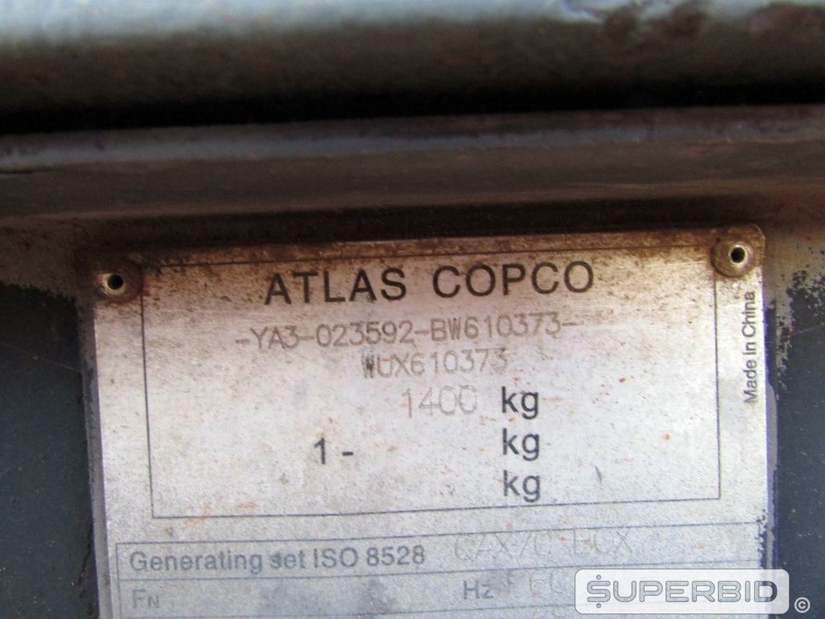 ATLAS COPCO
-YA3-023592-BW610373-
WUX610373
1400 kg
1 - kg
kg
Made in China
Generating set ISO 8528
FN Hz
SUPERBID ©